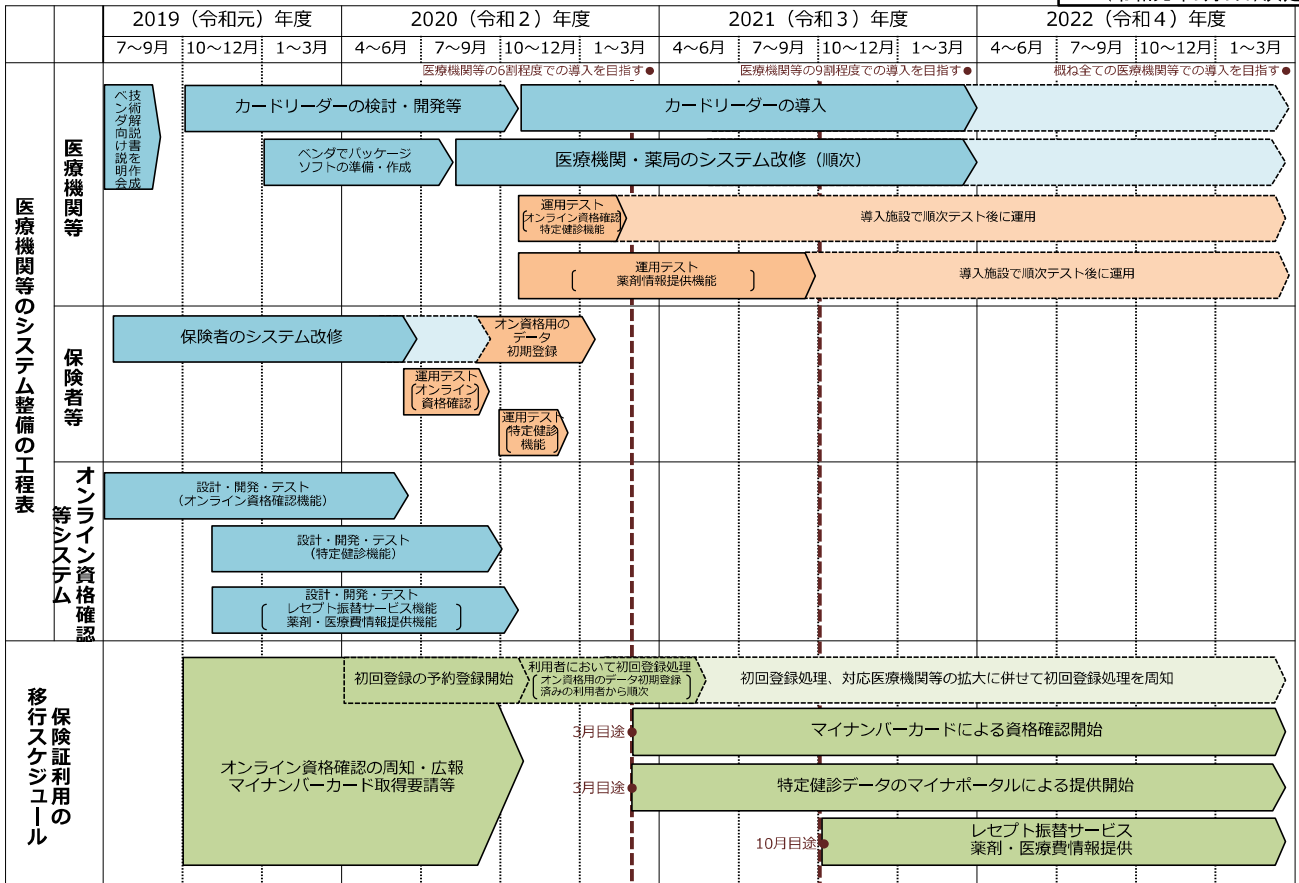 2019（令和元）年度
2020（令和２）年度
2021（令和３）年度
2022（令和４）年度
7～9月
10～12月
1～3月
4～6月
7～9月
10～12月
1～3月
4～6月
7～9月
10～12月
1～3月
4～6月
7～9月
10～12月
1～3月
医療機関等のシステム整備の工程表
医療機関等
医療機関等の6割程度での導入を目指す●
医療機関等の9割程度での導入を目指す●
概ね全ての医療機関等での導入を目指す●
技術解説書を作成
ベンダ向け説明会
カードリーダーの検討・開発等
カードリーダーの導入
ベンダでパッケージ
ソフトの準備・作成
医療機関・薬局のシステム改修（順次）
運用テスト
オンライン資格確認
特定健診機能
導入施設で順次テスト後に運用
運用テスト
薬剤情報提供機能
導入施設で順次テスト後に運用
保険者等
保険者のシステム改修
オン資格用の
データ
初期登録
運用テスト
オンライン
資格確認
運用テスト
特定健診
機能
オンライン資格確認
等システム
設計・開発・テスト
（オンライン資格確認機能）
設計・開発・テスト
（特定健診機能）
設計・開発・テスト
レセプト振替サービス機能
薬剤・医療費情報提供機能
保険証利用の
移行スケジュール
初回登録の予約登録開始
利用者において初回登録処理
オン資格用のデータ初期登録
済みの利用者から順次
初回登録処理、対応医療機関等の拡大に併せて初回登録処理を周知
オンライン資格確認の周知・広報
マイナンバーカード取得要請等
3月目途
マイナンバーカードによる資格確認開始
3月目途
特定健診データのマイナポータルによる提供開始
10月目途
レセプト振替サービス
薬剤・医療費情報提供